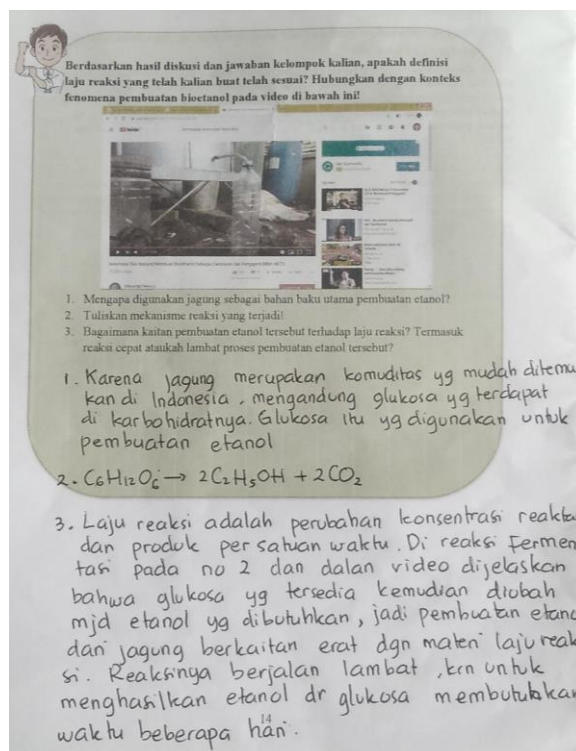 Berdasarkan hasil diskusi dan jawaban kelompok kalian, apakah definisi
laju reaksi yang telah kalian buat telah sesuai? Hubungkan dengan konteks
fenomena pembuatan bioetanol pada video di bawah ini!
1. Mengapa digunakan jagung sebagai bahan baku utama pembuatan etanol?
2. Tuliskan mekanisme reaksi yang terjadi!
3. Bagaimana kaitan pembuatan etanol tersebut terhadap laju reaksi? Termasuk
reaksi cepat ataukah lambat proses pembuatan etanol tersebut?
1. Karena jagung merupakan komuditas yg mudah ditemu
kan di Indonesia, mengandung glukosa yg terdapat
di karbohidratnya. Glukosa itu yg digunakan untuk
pembuatan etanol
2. C6H12O6 → 2C2H5OH + 2CO2
3. Laju reaksi adalah perubahan konsentrasi reakta
dan produk per satuan waktu. Di reaksi fermen
tasi pada no 2 dan dalan video dijelaskan
bahwa glukosa yg tersedia kemudian diubah
mjd etanol yg dibutuhkan, jadi pembuatan etano
dari jagung berkaitan erat dgn materi laju reak
si. Reaksinya berjalan lambat, krn untuk
menghasilkan etanol dr glukosa membutuhkan
waktu beberapa hari.
14